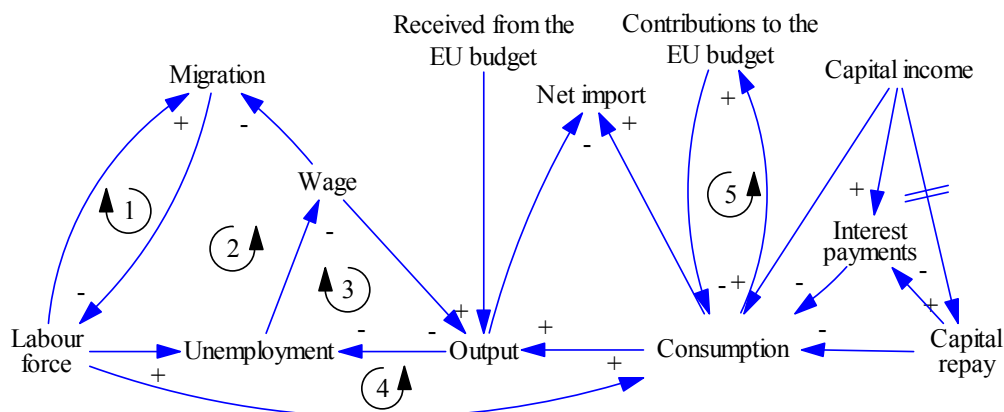 Received from the
EU budget
Contributions to the
EU budget
Migration
Capital income
Net import
+
-
+
-
+
Wage
1
5
+
2
-
Interest
payments
3
-
-
-
+
-
+
+
-
Labour
force
Unemployment
-
-
Output
+
Consumption
-
Capital
repay
+
4
+